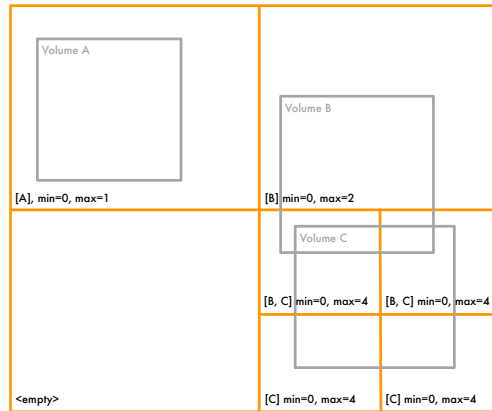 Volume A
Volume B
[A], min=0, max=1
[B] min=0, max=2
Volume C
[B, C] min=0, max=4
[B, C] min=0, max=4
<empty>
[C] min=0, max=4
[C] min=0, max=4